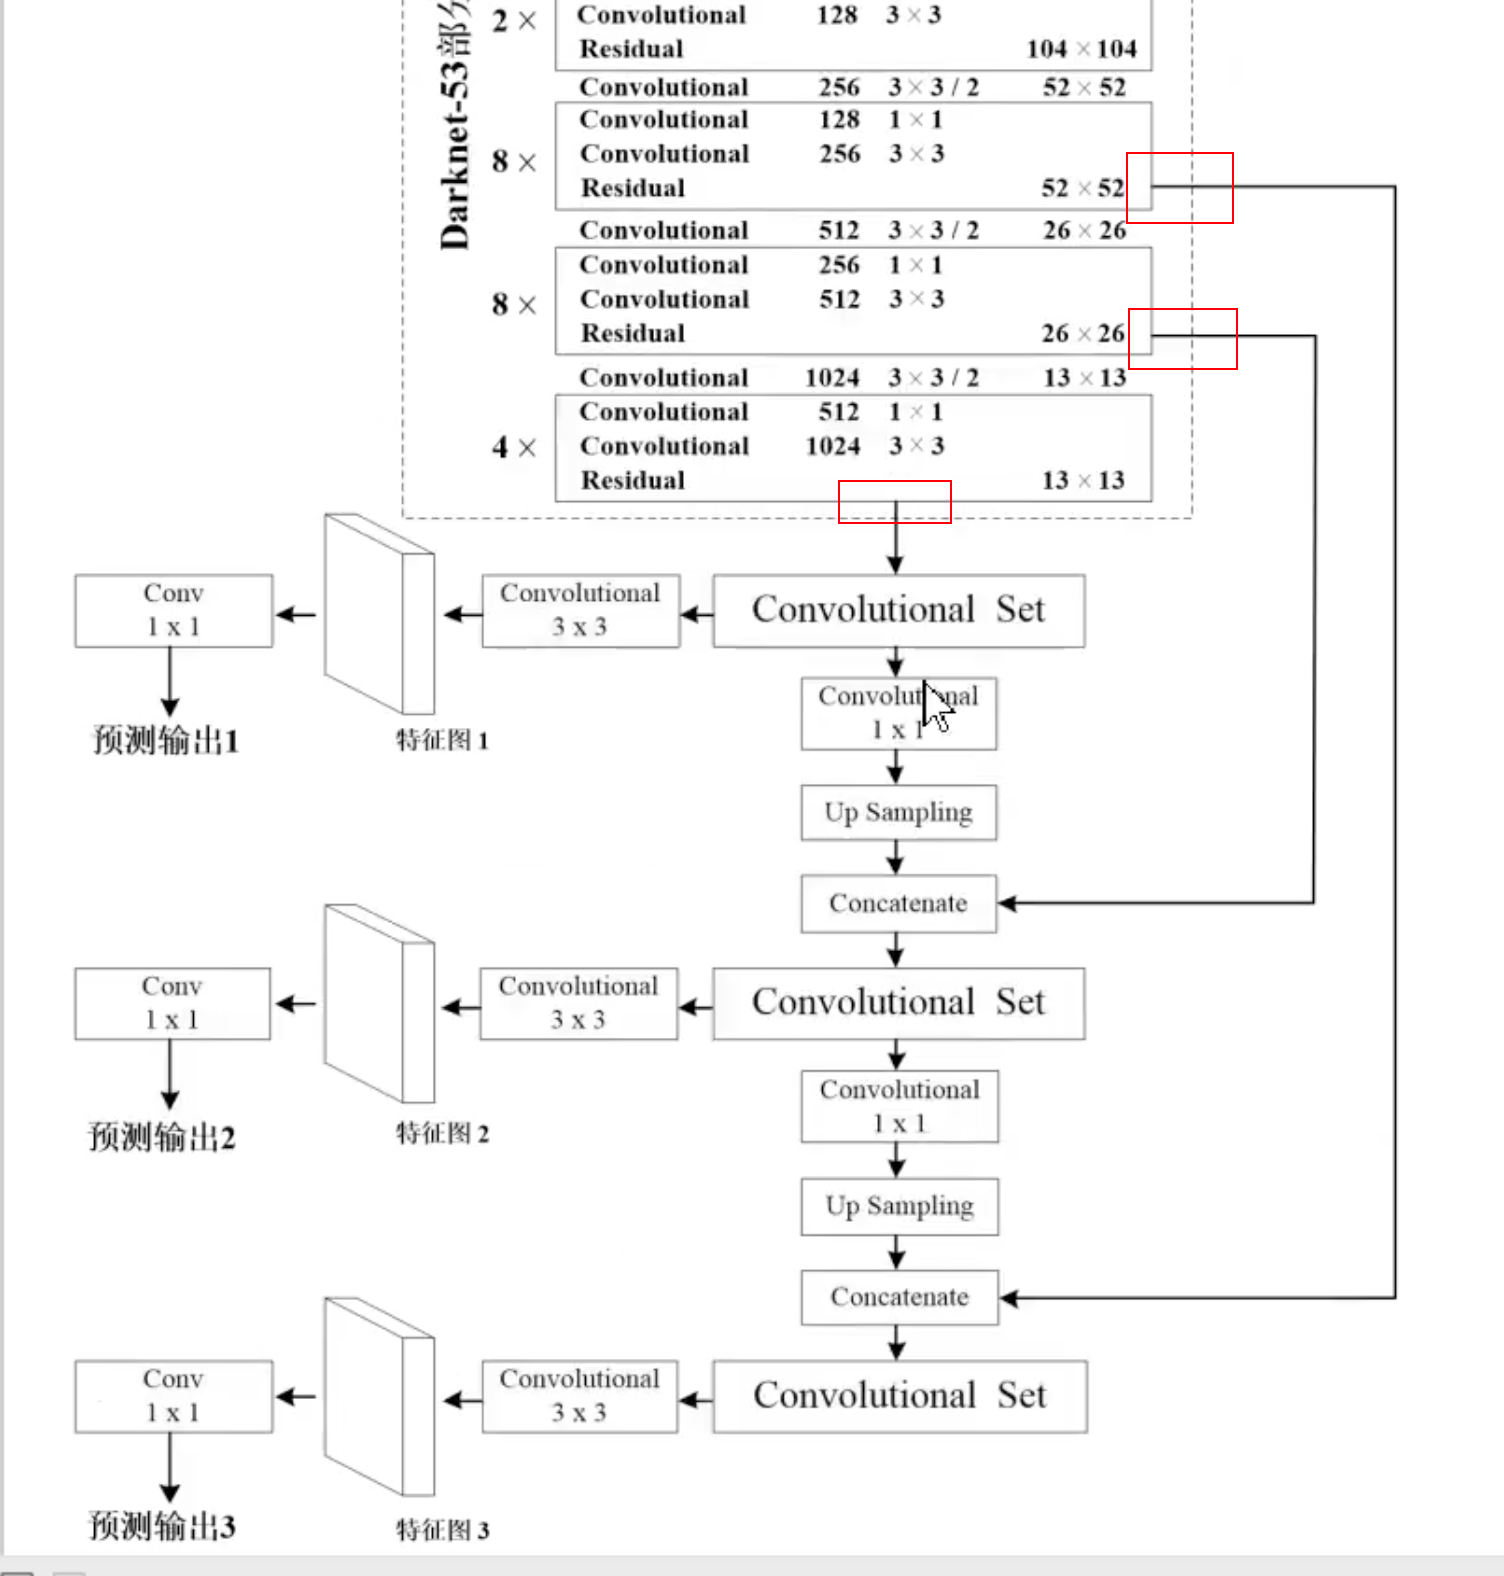 Darknet-53部分
2 ×
Convolutional 128 3 × 3
Residual 104 × 104
Convolutional 256 3 × 3 / 2 52 × 52
8 ×
Convolutional 128 1 × 1
Convolutional 256 3 × 3
Residual 52 × 52
Convolutional 512 3 × 3 / 2 26 × 26
8 ×
Convolutional 256 1 × 1
Convolutional 512 3 × 3
Residual 26 × 26
Convolutional 1024 3 × 3 / 2 13 × 13
4 ×
Convolutional 512 1 × 1
Convolutional 1024 3 × 3
Residual 13 × 13
Conv
1 x 1
Convolutional
3 x 3
Convolutional Set
预测输出1
特征图 1
Convolutional
1 x 1
Up Sampling
Concatenate
Conv
1 x 1
Convolutional
3 x 3
Convolutional Set
预测输出2
特征图 2
Convolutional
1 x 1
Up Sampling
Concatenate
Conv
1 x 1
Convolutional
3 x 3
Convolutional Set
预测输出3
特征图 3